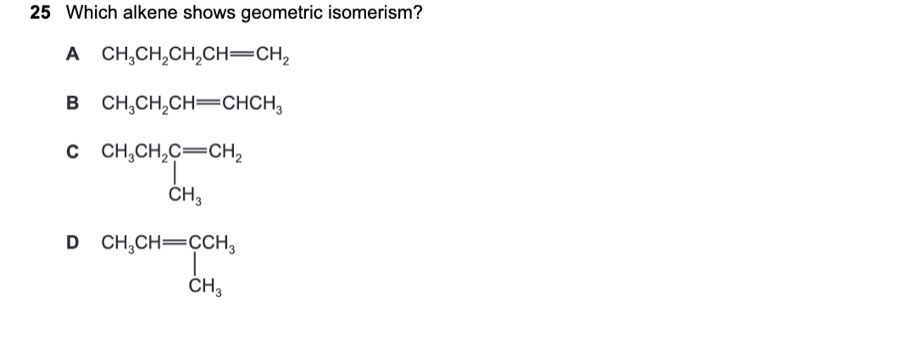 25 Which alkene shows geometric isomerism?
A CH₃CH₂CH₂CH=CH₂
B CH₃CH₂CH=CHCH₃
C CH₃CH₂C=CH₂
CH₃
D CH₃CH=CCH₃
CH₃